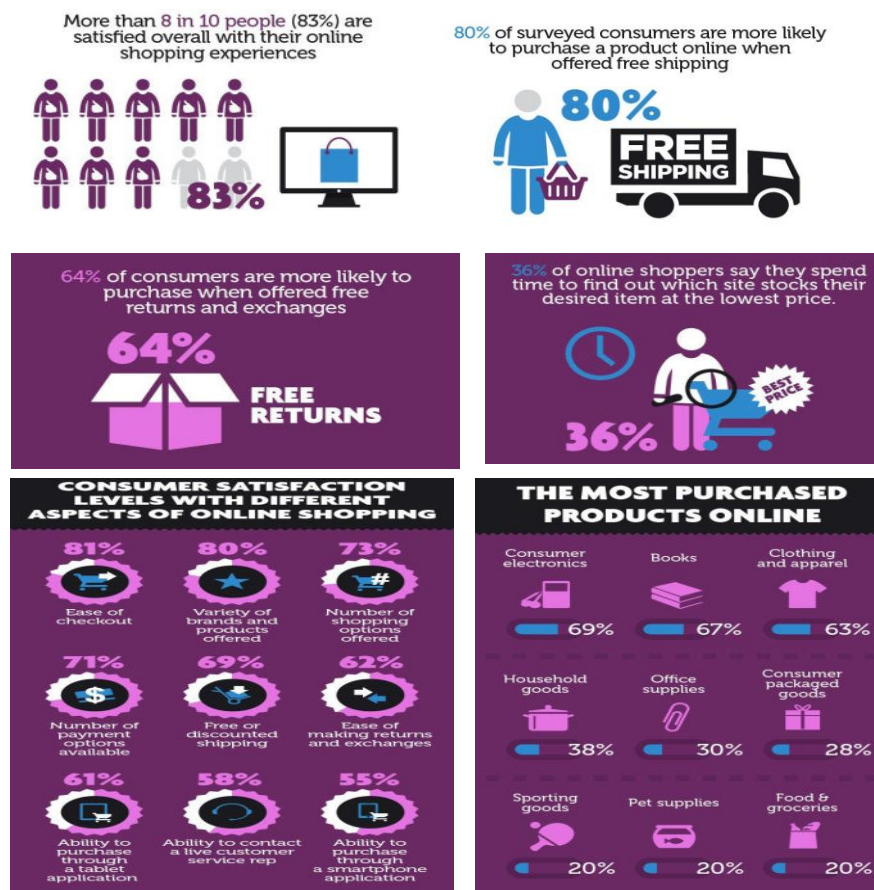 More than 8 in 10 people (83%) are
satisfied overall with their online
shopping experiences
83%
80% of surveyed consumers are more likely
to purchase a product online when
offered free shipping
80%
FREE
SHIPPING
64% of consumers are more likely to
purchase when offered free
returns and exchanges
64%
FREE
RETURNS
36% of online shoppers say they spend
time to find out which site stocks their
desired item at the lowest price.
BEST
PRICE
36%
CONSUMER SATISFACTION
LEVELS WITH DIFFERENT
ASPECTS OF ONLINE SHOPPING
81%
Ease of
checkout
80%
Variety of
brands and
products
offered
73%
#
Number of
shopping
options
offered
71%
$
Number of
payment
options
available
69%
Free or
discounted
shipping
62%
Ease of
making returns
and exchanges
61%
Ability to
purchase
through
a tablet
application
58%
Ability to contact
a live customer
service rep
55%
Ability to
purchase
through
a smartphone
application
THE MOST PURCHASED
PRODUCTS ONLINE
Consumer
electronics
69%
Books
67%
Clothing
and apparel
63%
Household
goods
38%
Office
supplies
30%
Consumer
packaged
goods
28%
Sporting
goods
20%
Pet supplies
20%
Food &
groceries
20%